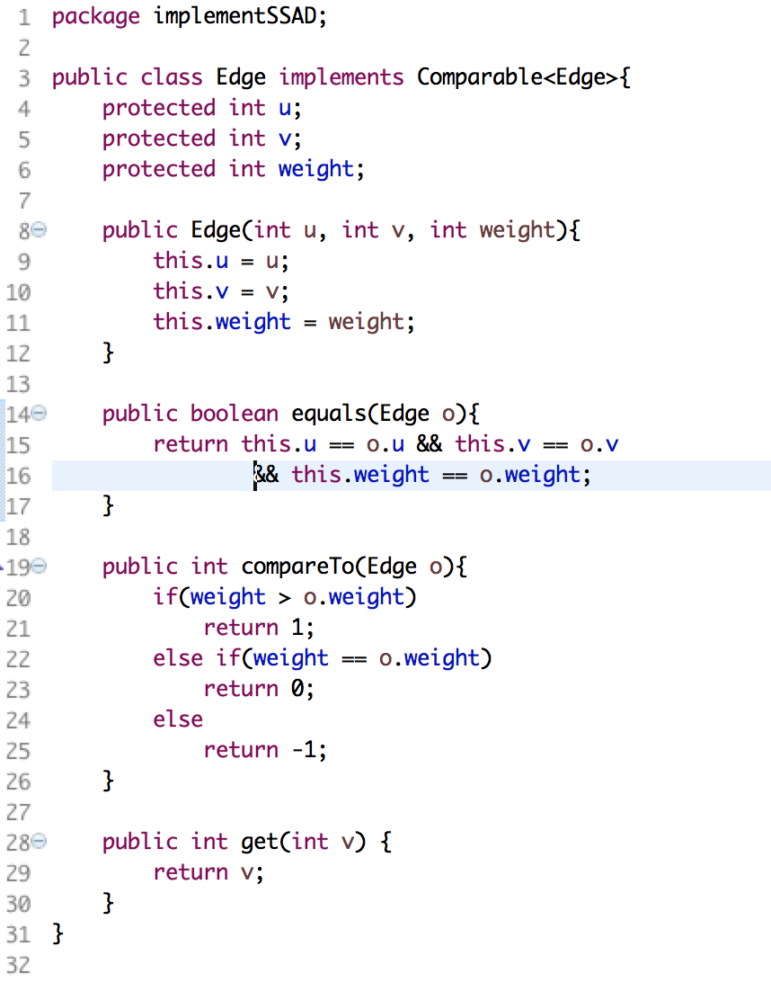 1 package implementSSAD;
2
3 public class Edge implements Comparable<Edge>{
4     protected int u;
5     protected int v;
6     protected int weight;
7
8     public Edge(int u, int v, int weight){
9         this.u = u;
10         this.v = v;
11         this.weight = weight;
12     }
13
14     public boolean equals(Edge o){
15         return this.u == o.u && this.v == o.v
16                 && this.weight == o.weight;
17     }
18
19     public int compareTo(Edge o){
20         if(weight > o.weight)
21             return 1;
22         else if(weight == o.weight)
23             return 0;
24         else
25             return -1;
26     }
27
28     public int get(int v) {
29         return v;
30     }
31 }
32